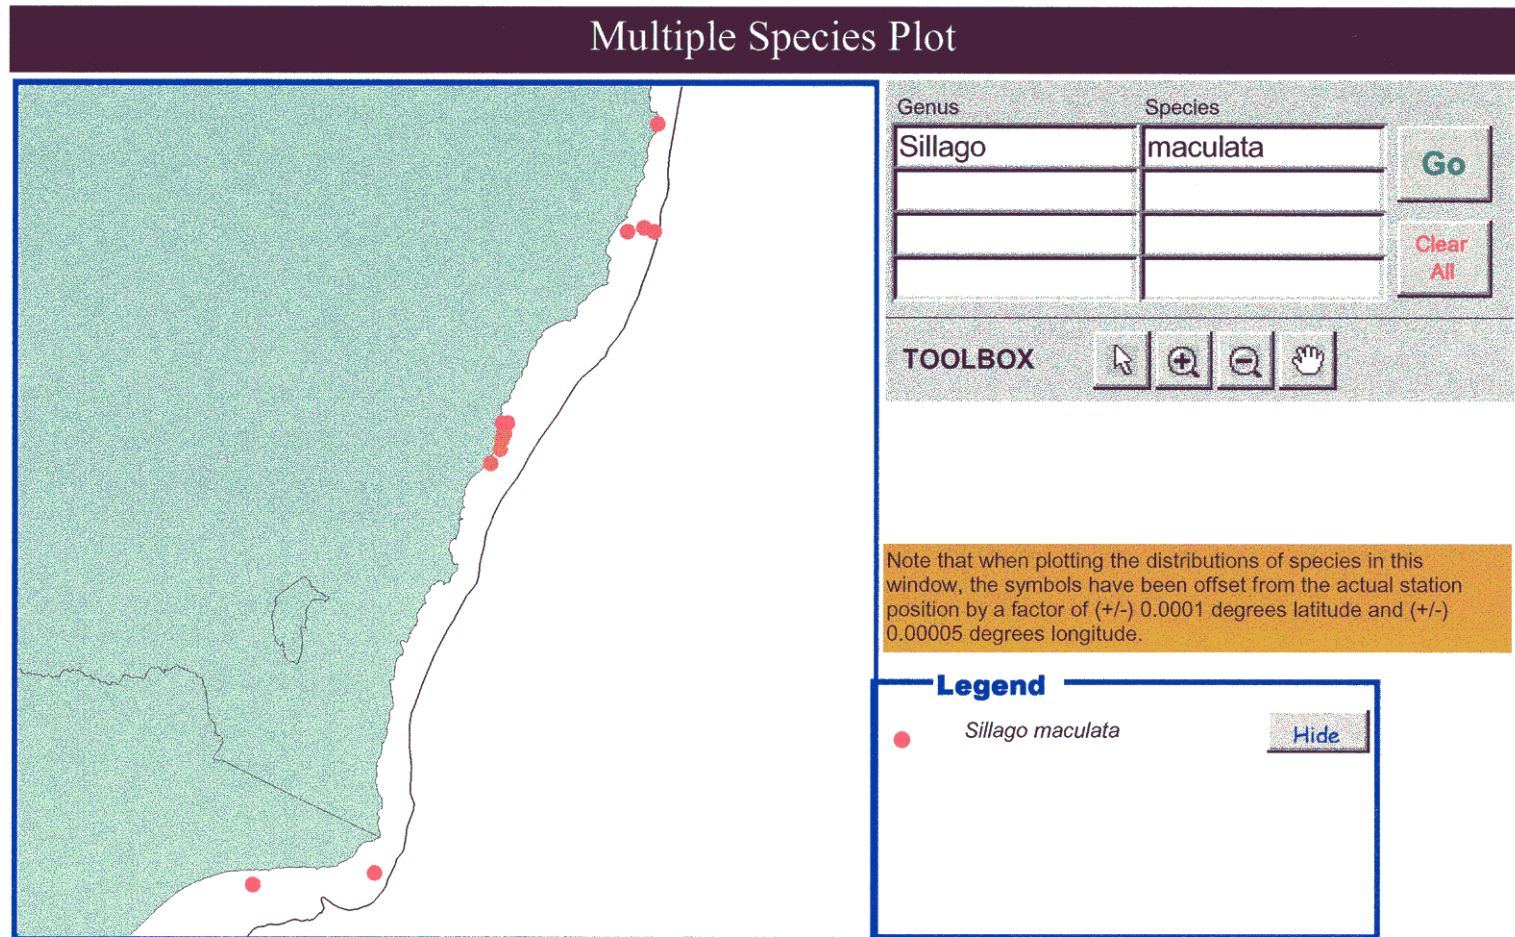 Multiple Species Plot
Genus Species
Sillago maculata
Go
Clear
All
TOOLBOX
Note that when plotting the distributions of species in this
window, the symbols have been offset from the actual station
position by a factor of (+/-) 0.0001 degrees latitude and (+/-)
0.00005 degrees longitude.
Legend
Sillago maculata
Hide